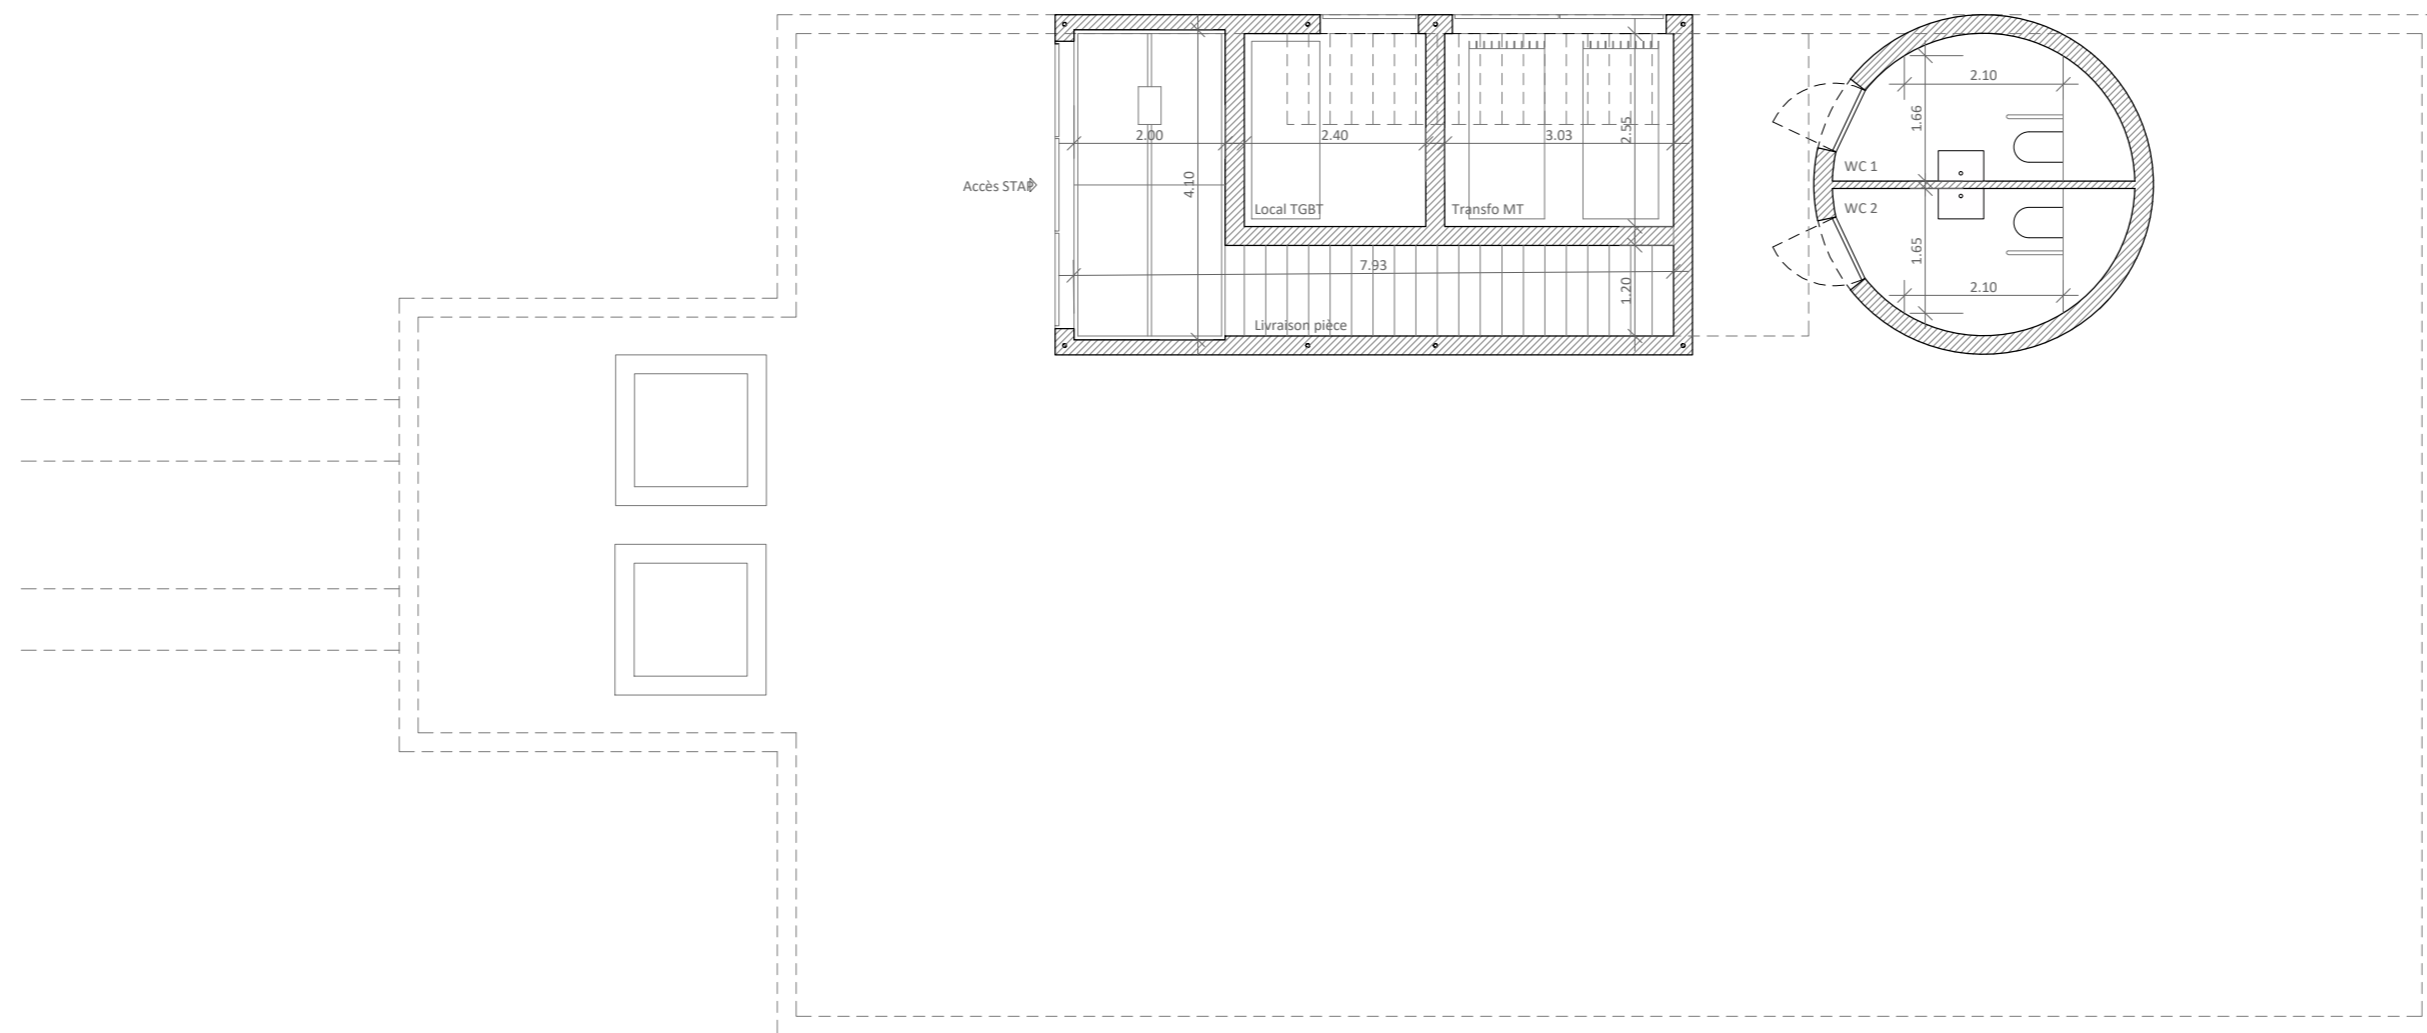 2.10
1.66
2.00
2.40
3.03
2.55
WC 1
Accès STAP
4.10
Local TGBT
Transfo MT
WC 2
7.93
1.65
1.20
2.10
Livraison pièce